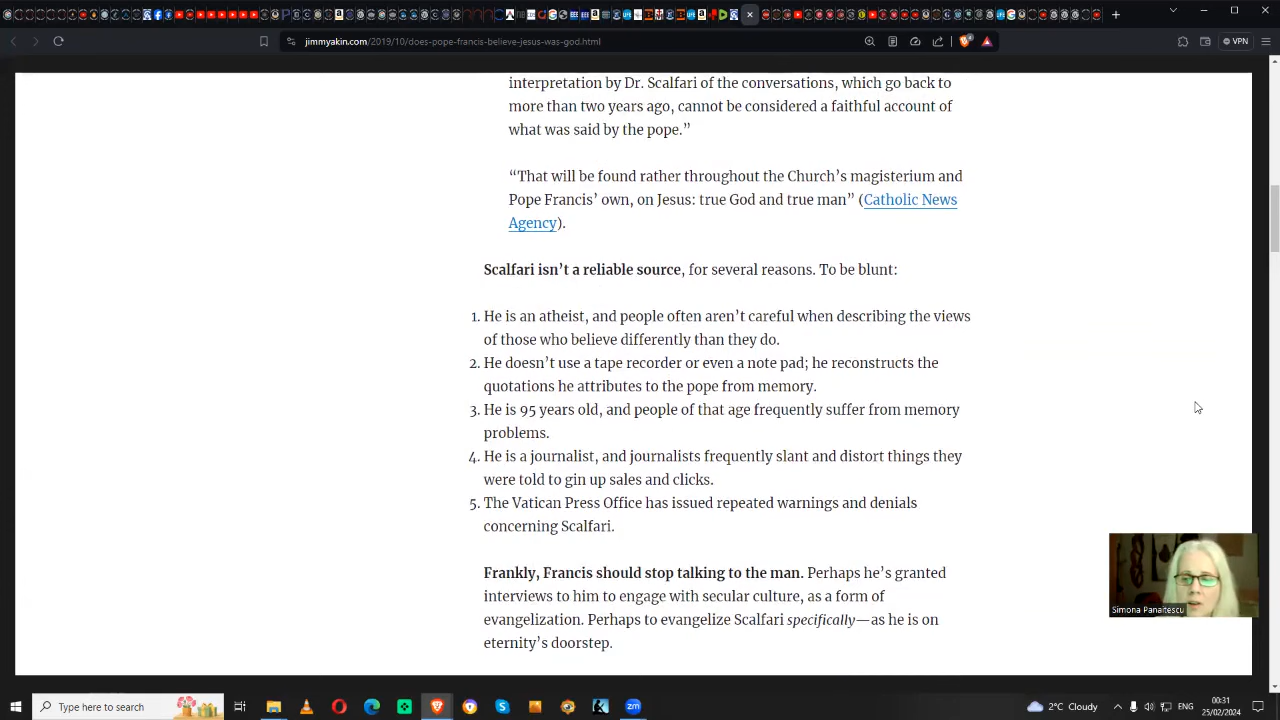 jimmyakin.com/2019/10/does-pope-francis-believe-jesus-was-god.html
VPN
interpretation by Dr. Scalfari of the conversations, which go back to
more than two years ago, cannot be considered a faithful account of
what was said by the pope.”
“That will be found rather throughout the Church’s magisterium and
Pope Francis’ own, on Jesus: true God and true man” (Catholic News
Agency).
Scalfari isn’t a reliable source, for several reasons. To be blunt:
1. He is an atheist, and people often aren’t careful when describing the views
of those who believe differently than they do.
2. He doesn’t use a tape recorder or even a note pad; he reconstructs the
quotations he attributes to the pope from memory.
3. He is 95 years old, and people of that age frequently suffer from memory
problems.
4. He is a journalist, and journalists frequently slant and distort things they
were told to gin up sales and clicks.
5. The Vatican Press Office has issued repeated warnings and denials
concerning Scalfari.
Frankly, Francis should stop talking to the man. Perhaps he’s granted
interviews to him to engage with secular culture, as a form of
evangelization. Perhaps to evangelize Scalfari specifically—as he is on
eternity’s doorstep.
Simona Panaitescu
Type here to search
zm
2°C Cloudy
ENG
00:31
25/02/2024